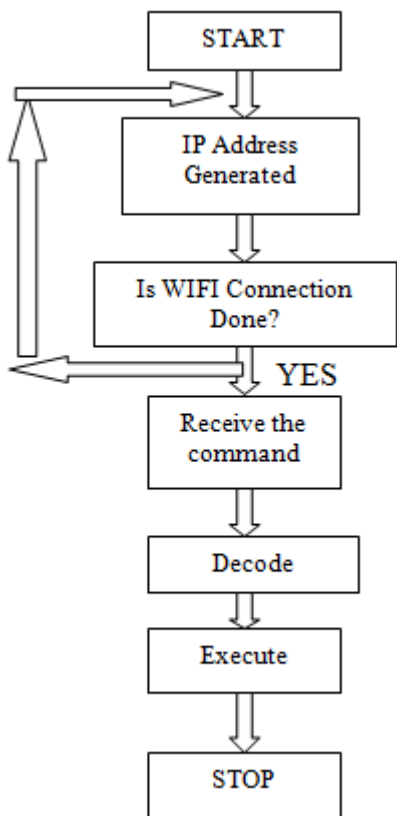 START
IP Address
Generated
Is WIFI Connection
Done?
YES
Receive the
command
Decode
Execute
STOP